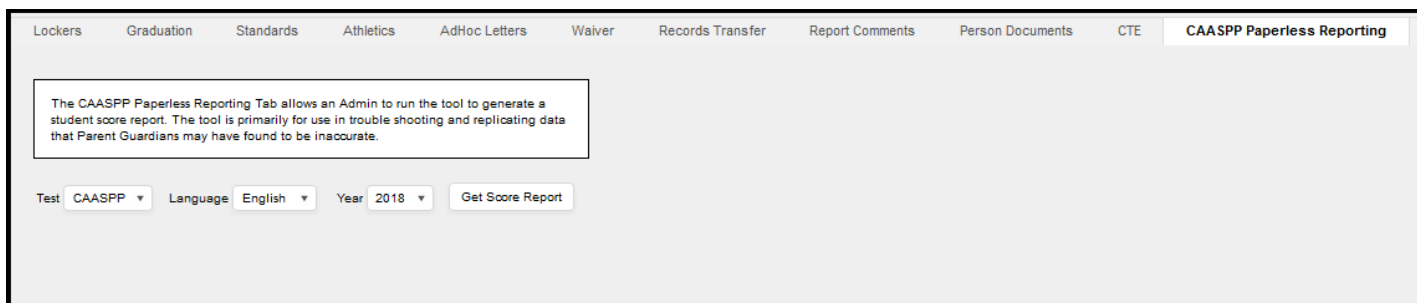 Lockers Graduation Standards Athletics AdHoc Letters Waiver Records Transfer Report Comments Person Documents CTE CAASPP Paperless Reporting
The CAASPP Paperless Reporting Tab allows an Admin to run the tool to generate a
student score report. The tool is primarily for use in trouble shooting and replicating data
that Parent Guardians may have found to be inaccurate.
Test CAASPP Language English Year 2018 Get Score Report